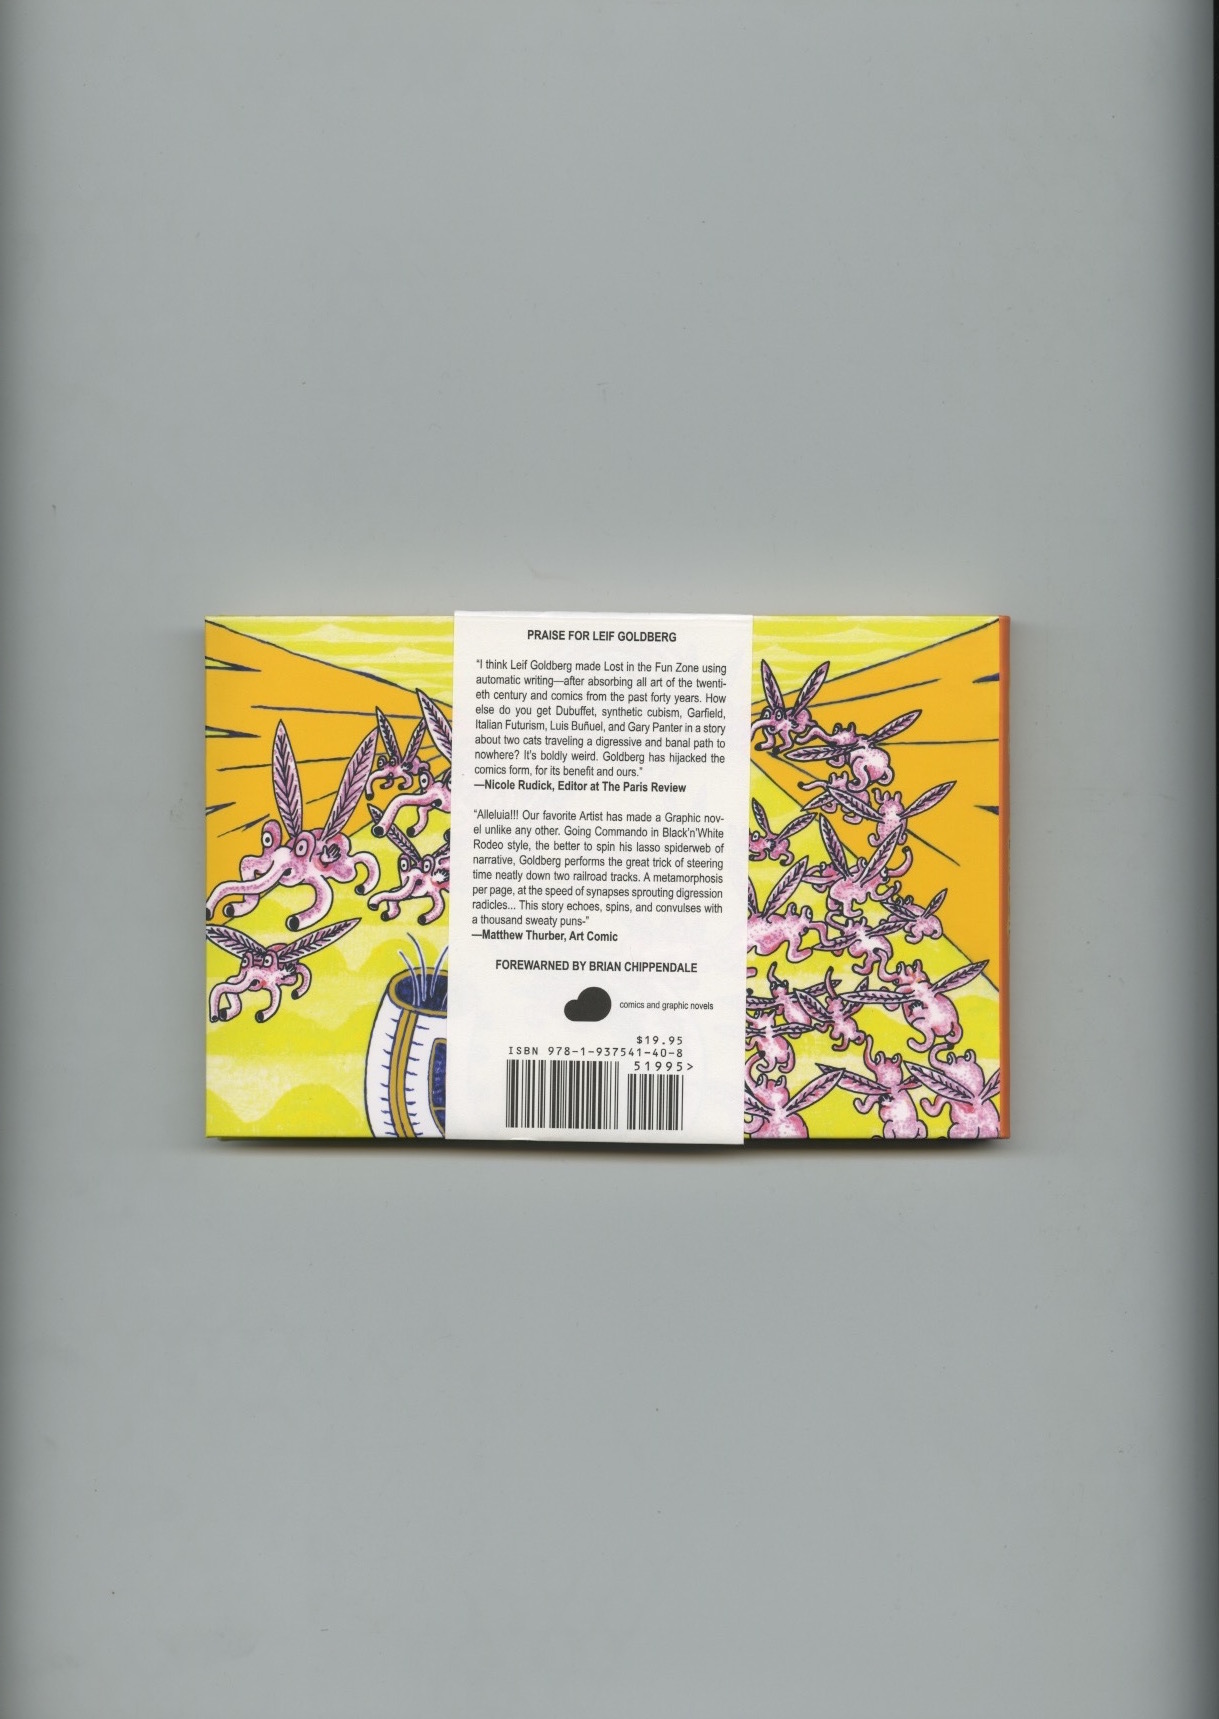 PRAISE FOR LEIF GOLDBERG
"I think Leif Goldberg made Lost in the Fun Zone using
automatic writing—after absorbing all art of the twenti-
eth century and comics from the past forty years. How
else do you get Dubuffet, synthetic cubism, Garfield,
Italian Futurism, Luis Buñuel, and Gary Panter in a story
about two cats traveling a digressive and banal path to
nowhere? It's boldly weird. Goldberg has hijacked the
comics form, for its benefit and ours."
—Nicole Rudick, Editor at The Paris Review
"Alleluia!!! Our favorite Artist has made a Graphic nov-
el unlike any other. Going Commando in Black'n'White
Rodeo style, the better to spin his lasso spiderweb of
narrative, Goldberg performs the great trick of steering
time neatly down two railroad tracks. A metamorphosis
per page, at the speed of synapses sprouting digression
radicles... This story echoes, spins, and convulses with
a thousand sweaty puns-"
—Matthew Thurber, Art Comic
FOREWARNED BY BRIAN CHIPPENDALE
comics and graphic novels
$19.95
ISBN 978-1-937541-40-8
51995>